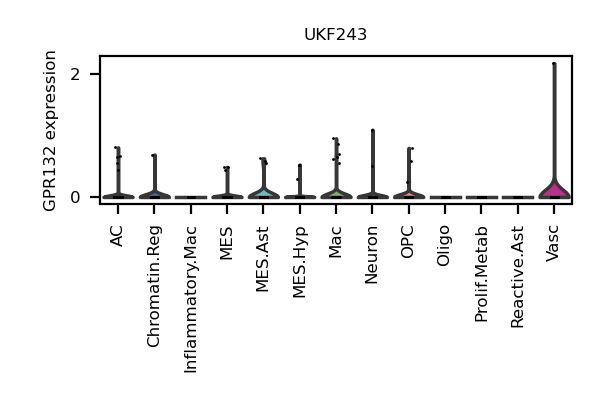 UKF243
GPR132 expression
2
0
AC
Chromatin.Reg
Inflammatory.Mac
MES
MES.Ast
MES.Hyp
Mac
Neuron
OPC
Oligo
Prolif.Metab
Reactive.Ast
Vasc